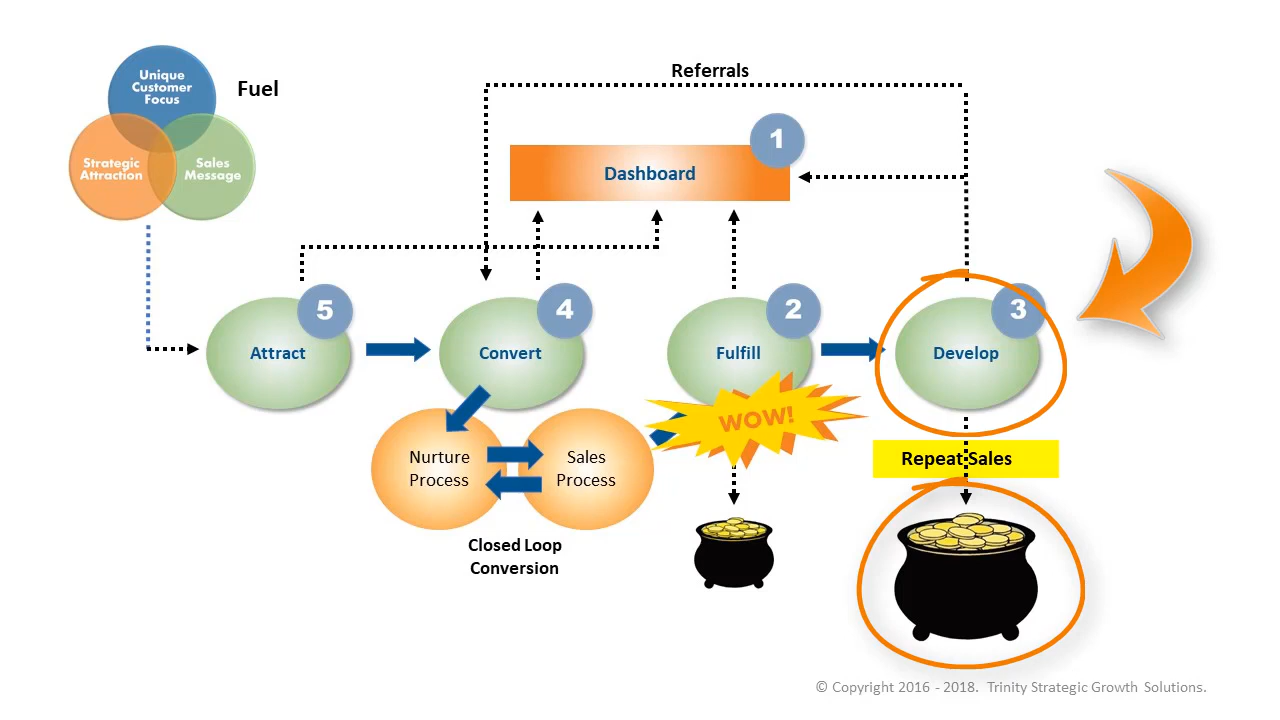 Unique
Customer
Focus
Fuel
Strategic
Attraction
Sales
Message
Referrals
1
Dashboard
5
Attract
4
Convert
2
Fulfill
3
Develop
WOW!
Nurture
Process
Sales
Process
Repeat Sales
Closed Loop
Conversion
© Copyright 2016 - 2018. Trinity Strategic Growth Solutions.